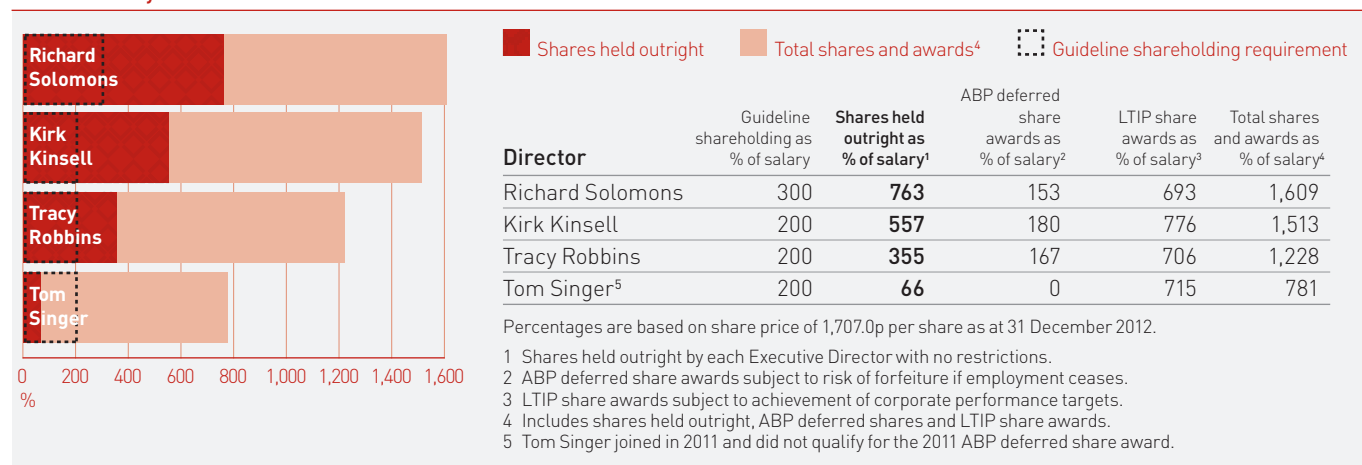 Richard
Solomons
Kirk
Kinsell
Tracy
Robbins
Tom
Singer
0 200 400 600 800 1,000 1,200 1,400 1,600
%
Shares held outright Total shares and awards4 Guideline shareholding requirement
ABP deferred
Guideline Shares held share LTIP share Total shares
shareholding as outright as awards as awards as and awards as
Director % of salary % of salary1 % of salary2 % of salary3 % of salary4
Richard Solomons 300 763 153 693 1,609
Kirk Kinsell 200 557 180 776 1,513
Tracy Robbins 200 355 167 706 1,228
Tom Singer5 200 66 0 715 781
Percentages are based on share price of 1,707.0p per share as at 31 December 2012.
1 Shares held outright by each Executive Director with no restrictions.
2 ABP deferred share awards subject to risk of forfeiture if employment ceases.
3 LTIP share awards subject to achievement of corporate performance targets.
4 Includes shares held outright, ABP deferred shares and LTIP share awards.
5 Tom Singer joined in 2011 and did not qualify for the 2011 ABP deferred share award.